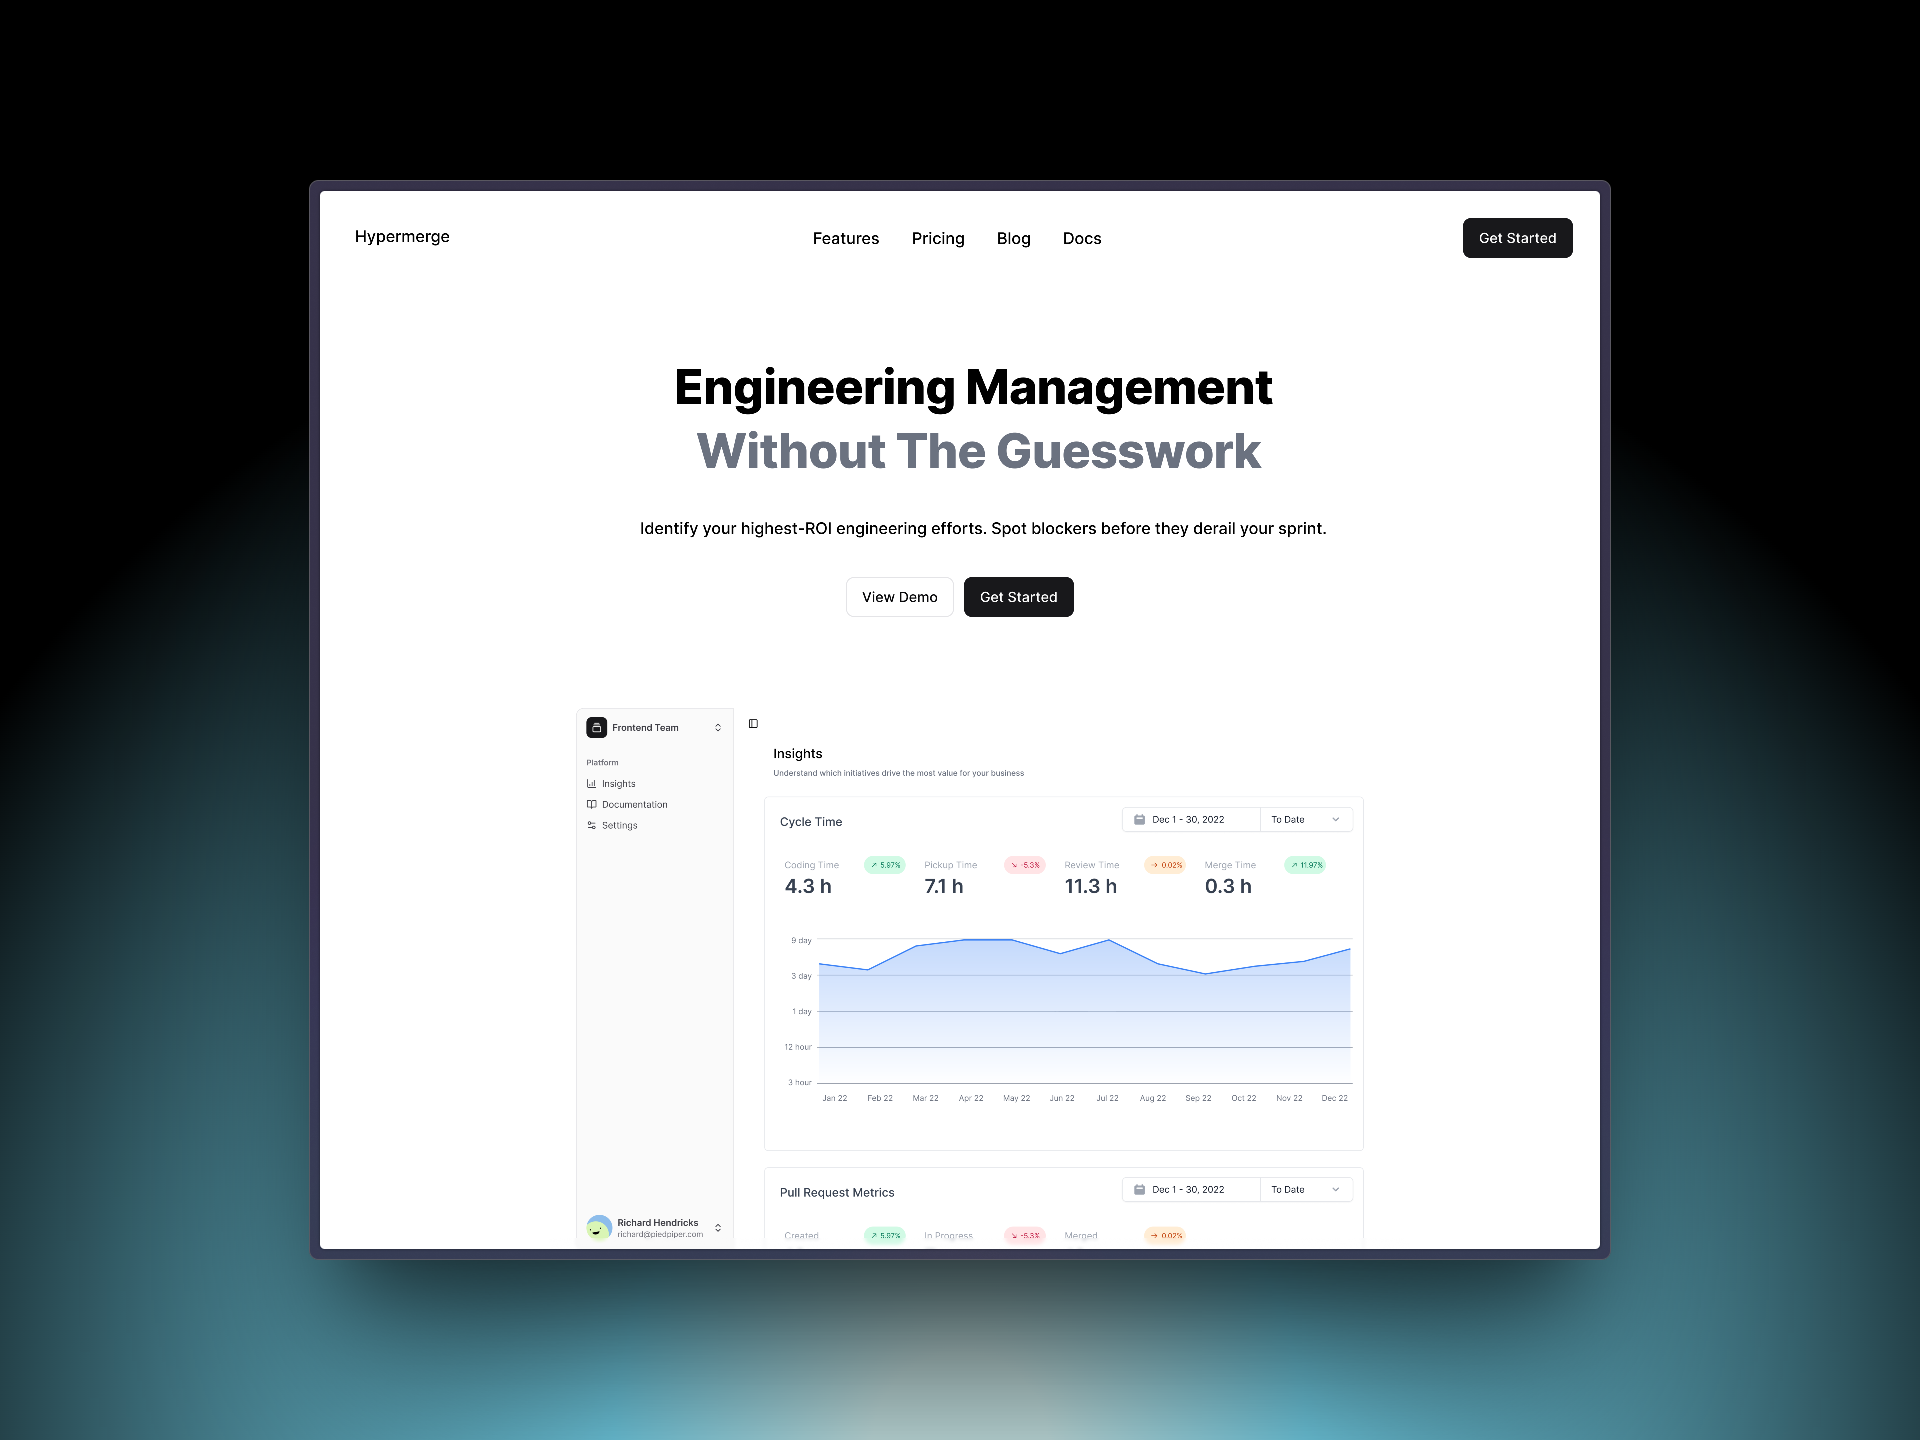 Hypermerge
Features Pricing Blog Docs
Get Started
Engineering Management
Without The Guesswork
Identify your highest-ROI engineering efforts. Spot blockers before they derail your sprint.
View Demo Get Started
Frontend Team
Platform
Insights
Documentation
Settings
Richard Hendricks
richard@piedpiper.com
Insights
Understand which initiatives drive the most value for your business
Cycle Time
Dec 1 - 30, 2022 To Date
Coding Time 5.97% Pickup Time -5.3% Review Time 0.02% Merge Time 11.97%
4.3 h 7.1 h 11.3 h 0.3 h
9 day
3 day
1 day
12 hour
3 hour
Jan 22 Feb 22 Mar 22 Apr 22 May 22 Jun 22 Jul 22 Aug 22 Sep 22 Oct 22 Nov 22 Dec 22
Pull Request Metrics
Dec 1 - 30, 2022 To Date
Created 5.97% In Progress -5.3% Merged 0.02%